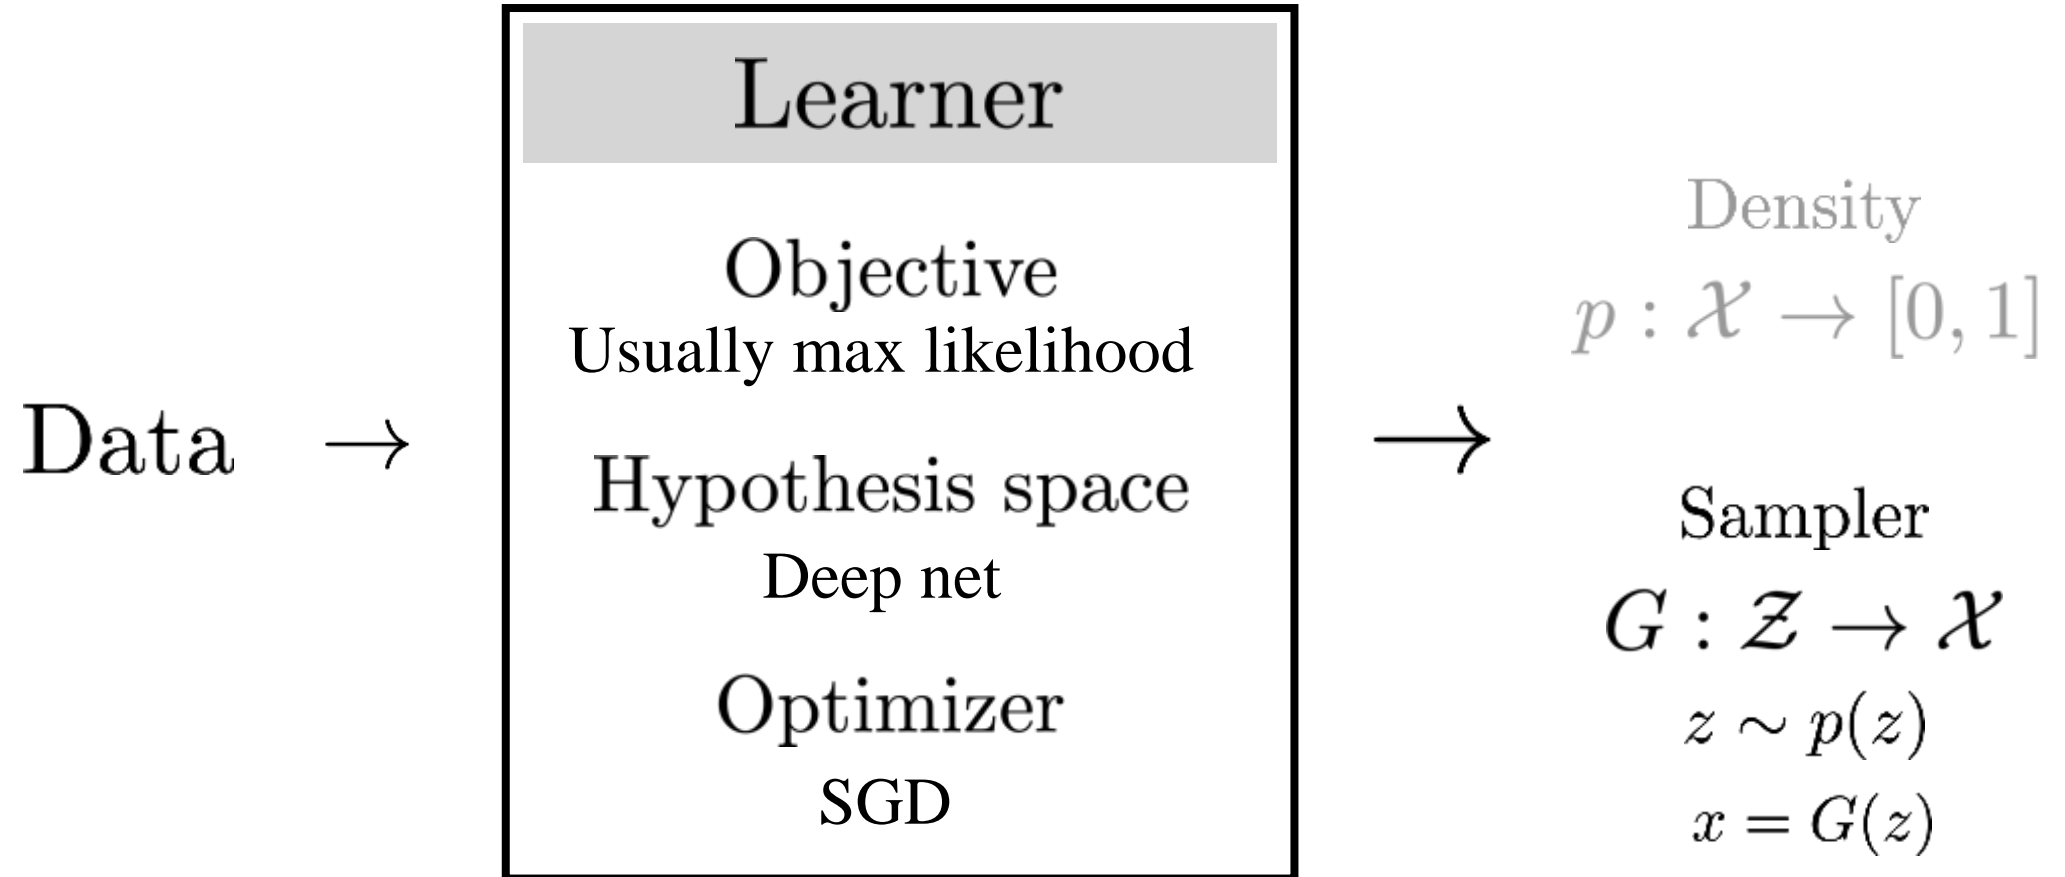 Learner
Objective
Usually max likelihood
Hypothesis space
Deep net
Optimizer
SGD
Data →
→
Density
p : 𝒳 → [0, 1]
Sampler
G : 𝒵 → 𝒳
z ∼ p(z)
x = G(z)